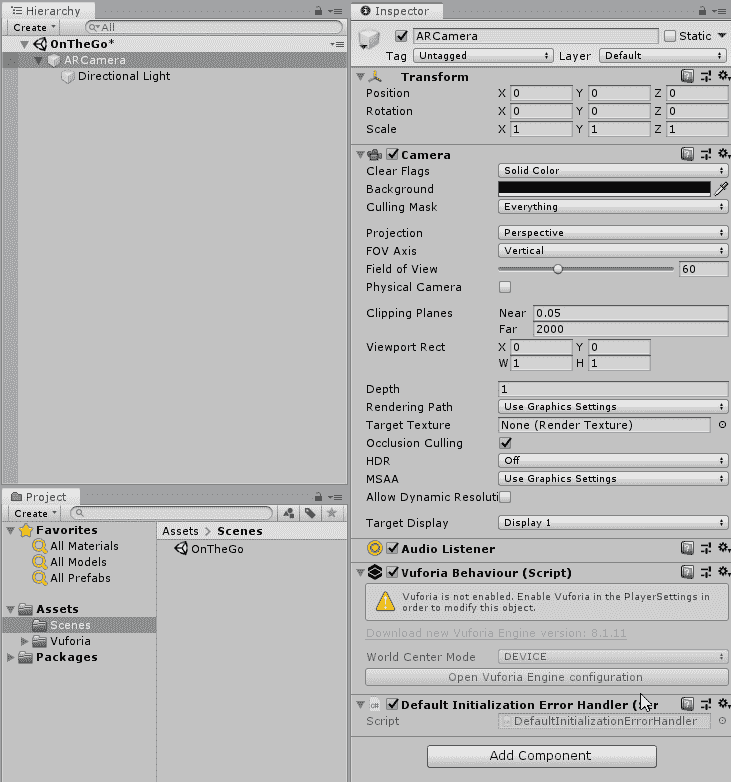 Hierarchy
Create
All
OnTheGo*
ARCamera
Directional Light
Project
Create
Favorites
All Materials
All Models
All Prefabs
Assets
Scenes
Vuforia
Packages
Assets > Scenes
OnTheGo
Inspector
ARCamera Static
Tag Untagged Layer Default
Transform
Position X 0 Y 0 Z 0
Rotation X 0 Y 0 Z 0
Scale X 1 Y 1 Z 1
Camera
Clear Flags Solid Color
Background
Culling Mask Everything
Projection Perspective
FOV Axis Vertical
Field of View 60
Physical Camera
Clipping Planes Near 0.05
Far 2000
Viewport Rect X 0 Y 0
W 1 H 1
Depth 1
Rendering Path Use Graphics Settings
Target Texture None (Render Texture)
Occlusion Culling
HDR Off
MSAA Use Graphics Settings
Allow Dynamic Resoluti
Target Display Display 1
Audio Listener
Vuforia Behaviour (Script)
Vuforia is not enabled. Enable Vuforia in the PlayerSettings in
order to modify this object.
Download new Vuforia Engine version: 8.1.11
World Center Mode DEVICE
Open Vuforia Engine configuration
Default Initialization Error Handler (
Script DefaultInitializationErrorHandler
Add Component